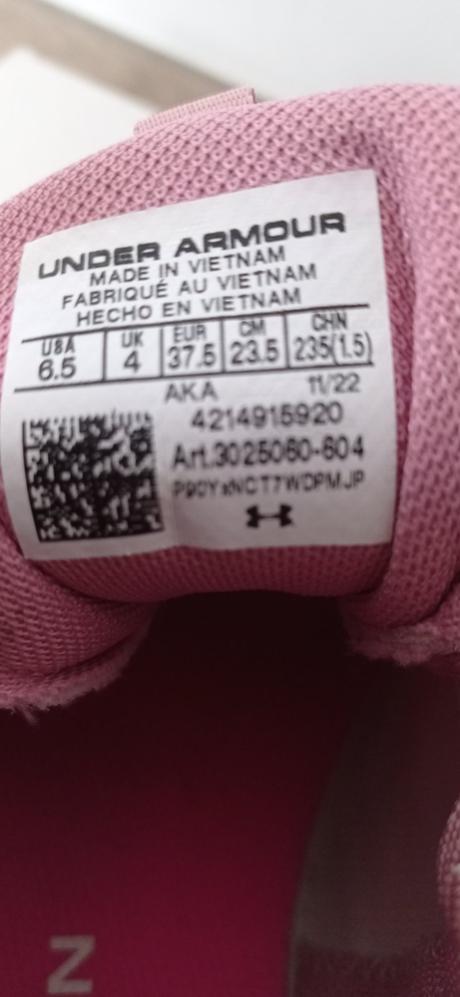 UNDER ARMOUR
MADE IN VIETNAM
FABRIQUÉ AU VIETNAM
HECHO EN VIETNAM
USA UK EUR CM CHN
6.5 4 37.5 23.5 235(1.5)
AKA 11/22
4214915920
Art.3025060-604
P90YxNCT7WDPMJP
N